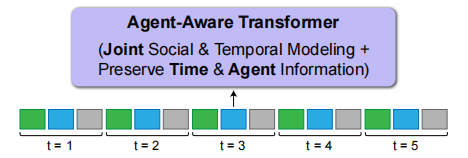 Agent-Aware Transformer
(Joint Social & Temporal Modeling +
Preserve Time & Agent Information)
t = 1 t = 2 t = 3 t = 4 t = 5